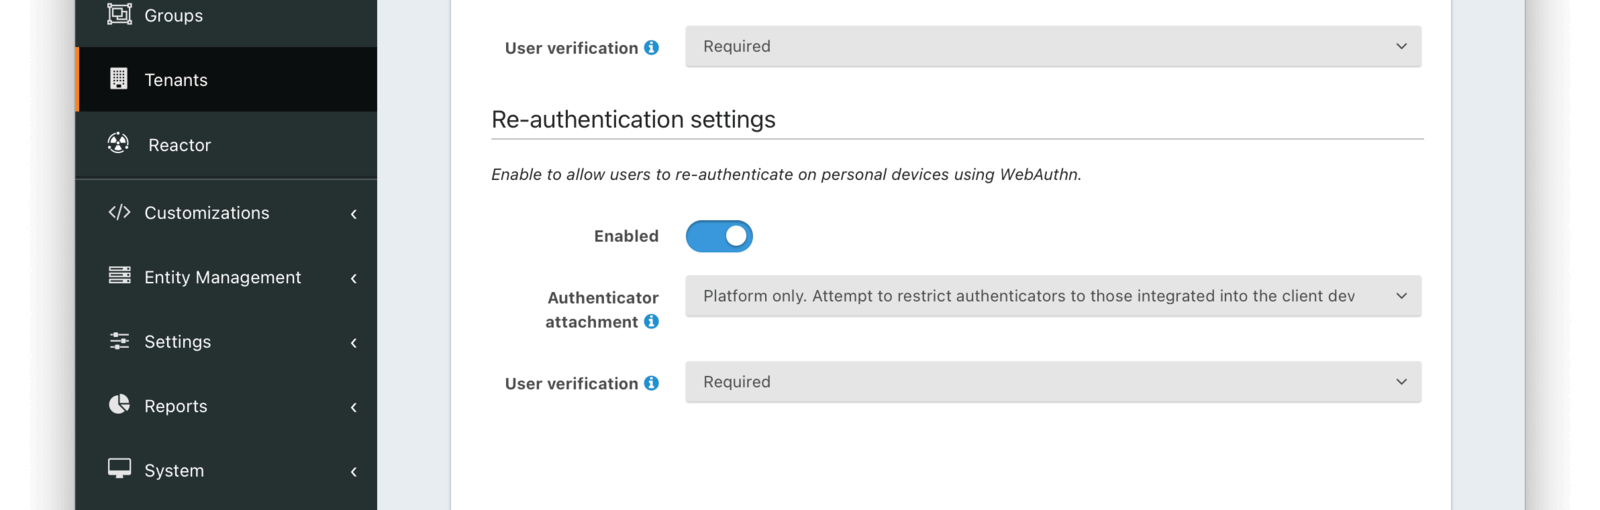 Groups
Tenants
Reactor
Customizations
Entity Management
Settings
Reports
System
User verification
Required
Re-authentication settings
Enable to allow users to re-authenticate on personal devices using WebAuthn.
Enabled
Authenticator
attachment
Platform only. Attempt to restrict authenticators to those integrated into the client dev
User verification
Required